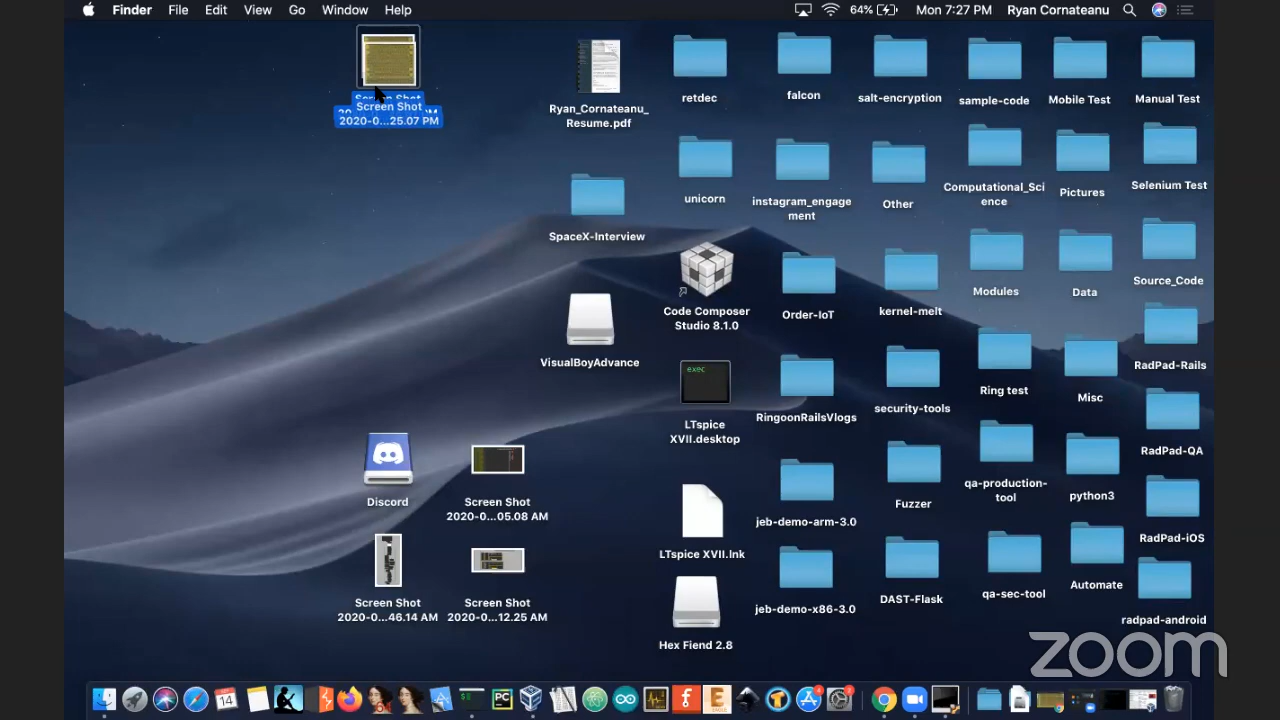 Finder File Edit View Go Window Help
64% Mon 7:27 PM Ryan Cornateanu
Screen Shot
2020-0...25.07 PM
Ryan_Cornateanu_
Resume.pdf
retdec
falcon
salt-encryption
sample-code
Mobile Test
Manual Test
SpaceX-Interview
unicorn
instagram_engage
ment
Other
Computational_Sci
ence
Pictures
Selenium Test
VisualBoyAdvance
Code Composer
Studio 8.1.0
Order-IoT
kernel-melt
Modules
Data
Source_Code
exec
LTspice
XVII.desktop
RingoonRailsVlogs
security-tools
Ring test
Misc
RadPad-Rails
Discord
Screen Shot
2020-0...05.08 AM
LTspice XVII.lnk
jeb-demo-arm-3.0
Fuzzer
qa-production-
tool
python3
RadPad-QA
RadPad-iOS
Screen Shot
2020-0...46.14 AM
Screen Shot
2020-0...12.25 AM
Hex Fiend 2.8
jeb-demo-x86-3.0
DAST-Flask
qa-sec-tool
Automate
radpad-android
zoom